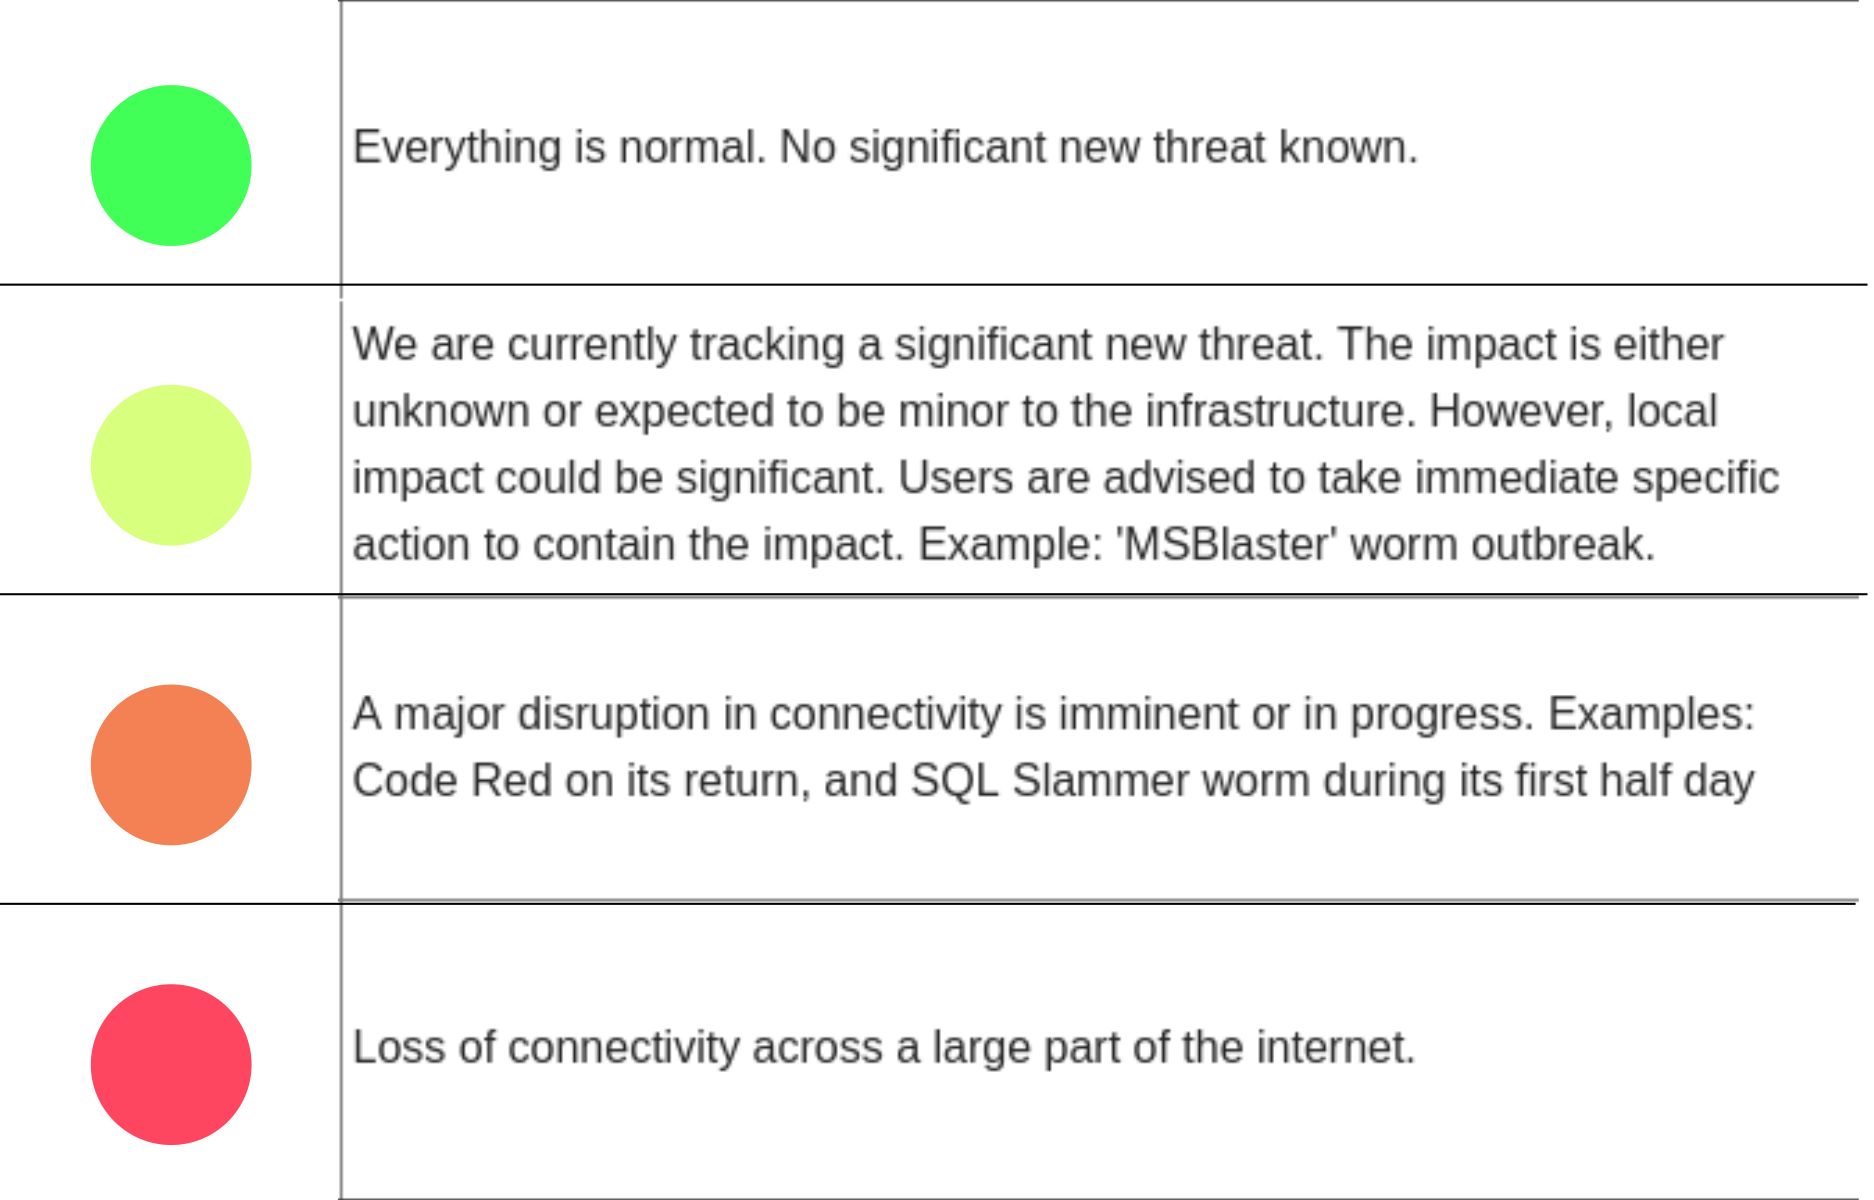 Everything is normal. No significant new threat known.
We are currently tracking a significant new threat. The impact is either
unknown or expected to be minor to the infrastructure. However, local
impact could be significant. Users are advised to take immediate specific
action to contain the impact. Example: 'MSBlaster' worm outbreak.
A major disruption in connectivity is imminent or in progress. Examples:
Code Red on its return, and SQL Slammer worm during its first half day
Loss of connectivity across a large part of the internet.